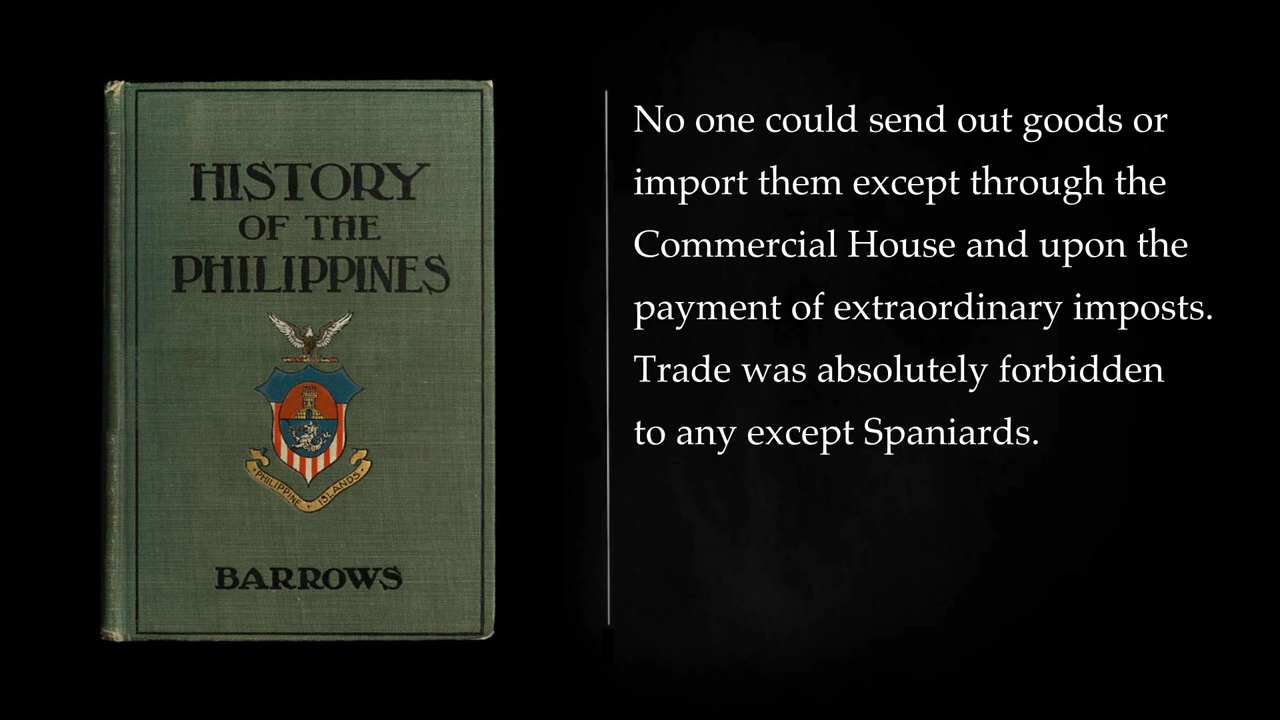 HISTORY
OF THE
PHILIPPINES
PHILIPPINE ISLANDS
BARROWS
No one could send out goods or
import them except through the
Commercial House and upon the
payment of extraordinary imposts.
Trade was absolutely forbidden
to any except Spaniards.